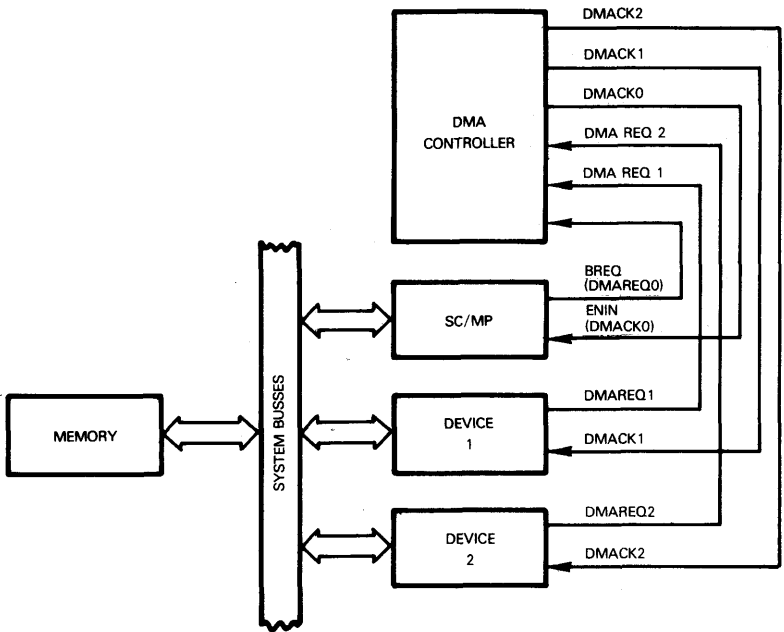 DMACK2
DMACK1
DMACK0
DMA
CONTROLLER
DMA REQ 2
DMA REQ 1
BREQ
(DMAREQ0)
SC/MP
ENIN
(DMACK0)
SYSTEM BUSSES
MEMORY
DEVICE
1
DMAREQ1
DMACK1
DEVICE
2
DMAREQ2
DMACK2